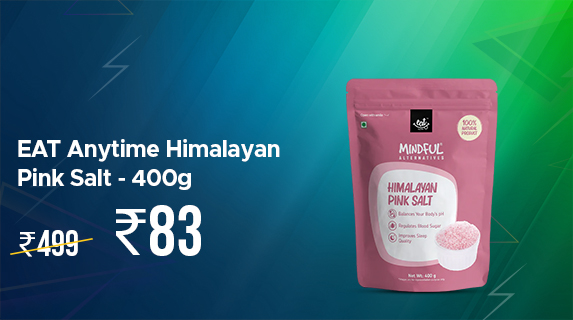 EAT Anytime Himalayan
Pink Salt - 400g
₹499
₹83
eat
100%
NATURAL
PRODUCT
MINDFUL
ALTERNATIVES
HIMALAYAN
PINK SALT
Balances Your Body's pH
Regulates Blood Sugar
Improves Sleep
Quality
Net. Wt. 400 g